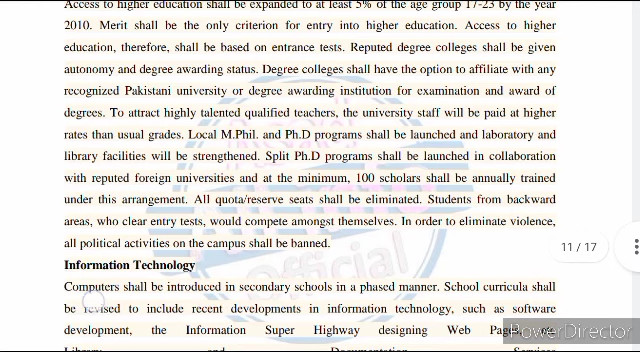 Access to higher education shall be expanded to at least 5% of the age group 17-23 by the year
2010. Merit shall be the only criterion for entry into higher education. Access to higher
education, therefore, shall be based on entrance tests. Reputed degree colleges shall be given
autonomy and degree awarding status. Degree colleges shall have the option to affiliate with any
recognized Pakistani university or degree awarding institution for examination and award of
degrees. To attract highly talented qualified teachers, the university staff will be paid at higher
rates than usual grades. Local M.Phil. and Ph.D programs shall be launched and laboratory and
library facilities will be strengthened. Split Ph.D programs shall be launched in collaboration
with reputed foreign universities and at the minimum, 100 scholars shall be annually trained
under this arrangement. All quota/reserve seats shall be eliminated. Students from backward
areas, who clear entry tests, would compete amongst themselves. In order to eliminate violence,
all political activities on the campus shall be banned.
11 / 17
Information Technology
Computers shall be introduced in secondary schools in a phased manner. School curricula shall
be revised to include recent developments in information technology, such as software
development, the Information Super Highway designing Web
PowerDirector
Library and Documentation Services
Official